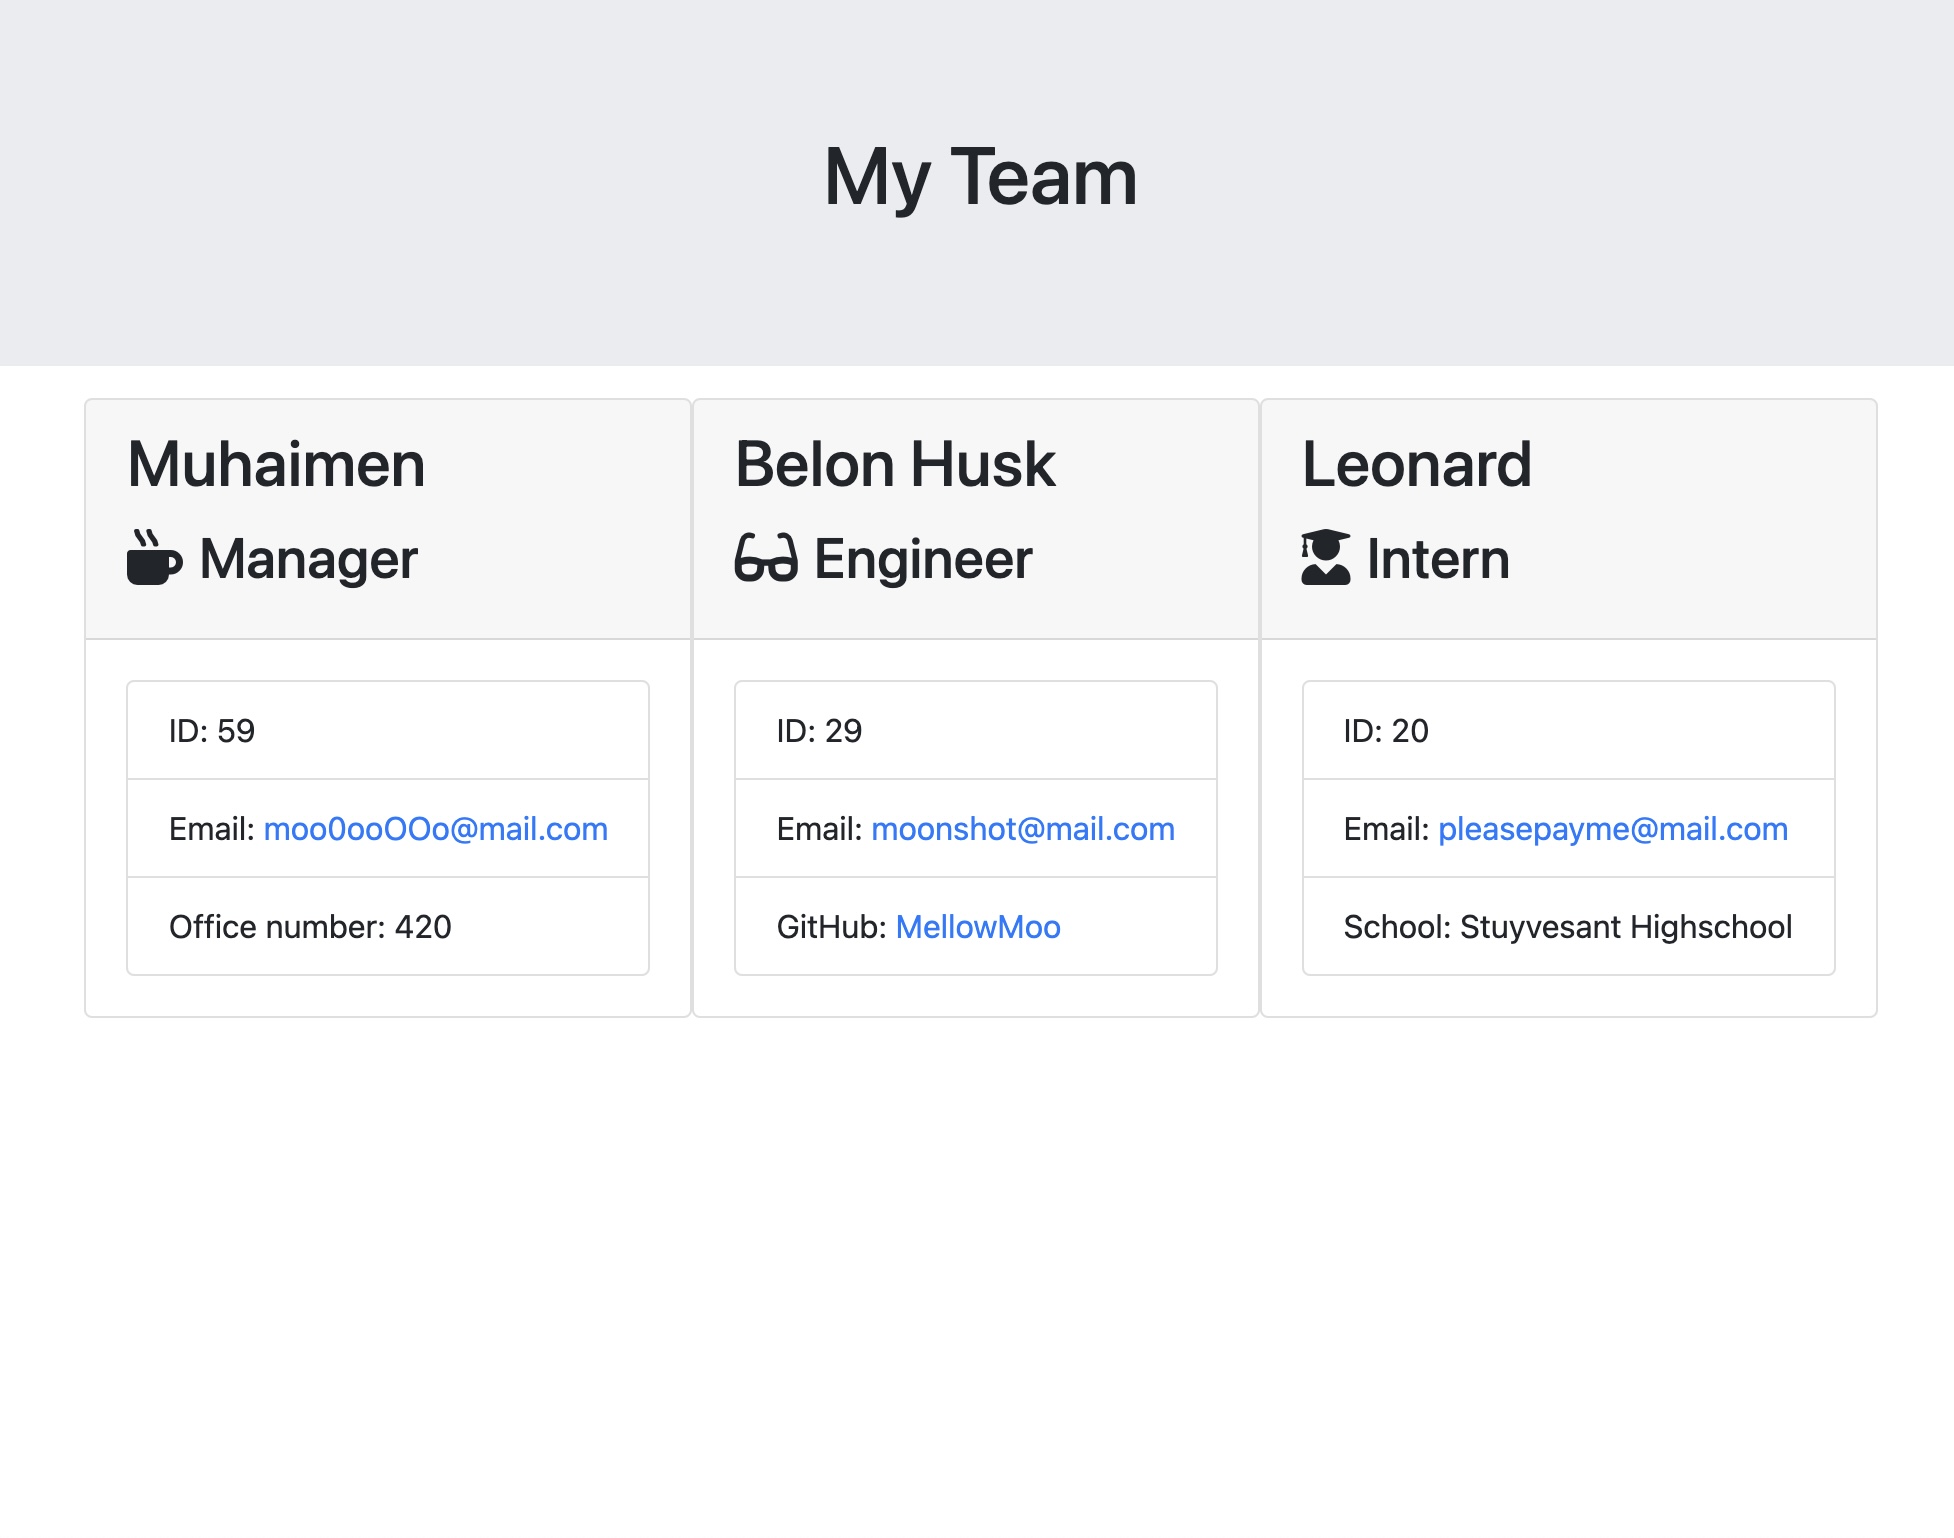 My Team
Muhaimen
Manager
ID: 59
Email: moo0ooOOo@mail.com
Office number: 420
Belon Husk
Engineer
ID: 29
Email: moonshot@mail.com
GitHub: MellowMoo
Leonard
Intern
ID: 20
Email: pleasepayme@mail.com
School: Stuyvesant Highschool